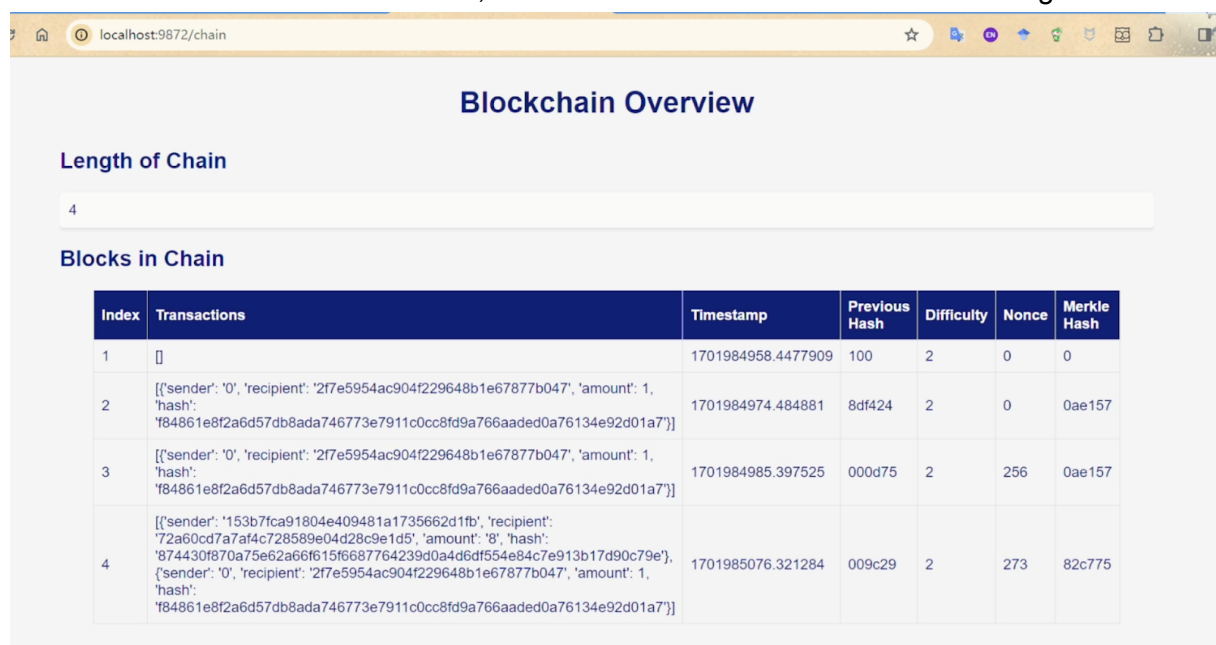 localhost:9872/chain
EN
Blockchain Overview
Length of Chain
4
Blocks in Chain
Index Transactions Timestamp Previous Hash Difficulty Nonce Merkle Hash
1 [] 1701984958.4477909 100 2 0 0
[{'sender': '0', 'recipient': '2f7e5954ac904f229648b1e67877b047', 'amount': 1,
2 'hash': 1701984974.484881 8df424 2 0 0ae157
'f84861e8f2a6d57db8ada746773e7911c0cc8fd9a766aaded0a76134e92d01a7'}]
[{'sender': '0', 'recipient': '2f7e5954ac904f229648b1e67877b047', 'amount': 1,
3 'hash': 1701984985.397525 000d75 2 256 0ae157
'f84861e8f2a6d57db8ada746773e7911c0cc8fd9a766aaded0a76134e92d01a7'}]
[{'sender': '153b7fca91804e409481a1735662d1fb', 'recipient':
'72a60cd7a7af4c728589e04d28c9e1d5', 'amount': '8', 'hash':
'874430f870a75e62a66f615f6687764239d0a4d6df554e84c7e913b17d90c79e'},
4 {'sender': '0', 'recipient': '2f7e5954ac904f229648b1e67877b047', 'amount': 1, 1701985076.321284 009c29 2 273 82c775
'hash':
'f84861e8f2a6d57db8ada746773e7911c0cc8fd9a766aaded0a76134e92d01a7'}]